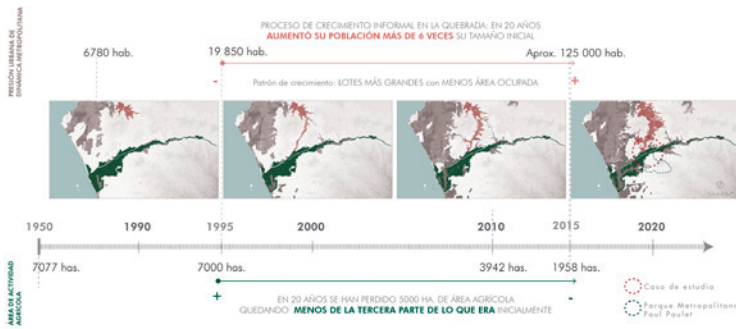 PRESIÓN URBANA DE
DINÁMICA METROPOLITANA
PROCESO DE CRECIMIENTO INFORMAL EN LA QUEBRADA: EN 20 AÑOS
AUMENTÓ SU POBLACIÓN MÁS DE 6 VECES SU TAMAÑO INICIAL
6780 hab.
19 850 hab.
Aprox. 125 000 hab.
- +
Patrón de crecimiento: LOTES MÁS GRANDES con MENOS ÁREA OCUPADA
1950 1990 1995 2000 2010 2015 2020
ÁREA DE ACTIVIDAD
AGRÍCOLA
7077 has. 7000 has. 3942 has. 1958 has.
+ -
EN 20 AÑOS SE HAN PERDIDO 5000 HA. DE ÁREA AGRÍCOLA
QUEDANDO MENOS DE LA TERCERA PARTE DE LO QUE ERA INICIALMENTE
Caso de estudio
Parque Metropolitano
Paul Poulet